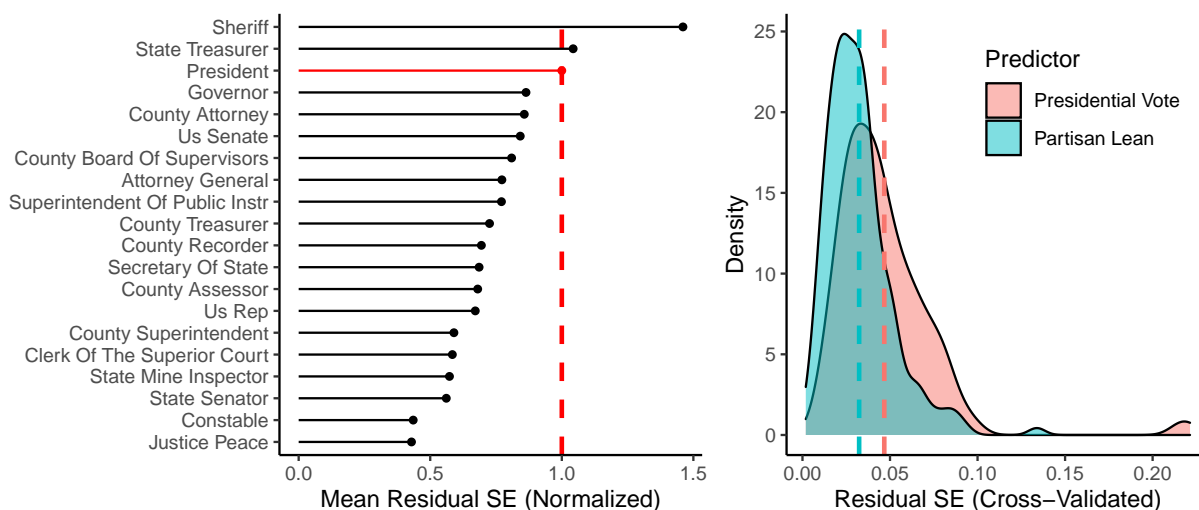 Sheriff
State Treasurer
President
Governor
County Attorney
Us Senate
County Board Of Supervisors
Attorney General
Superintendent Of Public Instr
County Treasurer
County Recorder
Secretary Of State
County Assessor
Us Rep
County Superintendent
Clerk Of The Superior Court
State Mine Inspector
State Senator
Constable
Justice Peace
0.0 0.5 1.0 1.5
Mean Residual SE (Normalized)
Density
25
20
15
10
5
0
Predictor
Presidential Vote
Partisan Lean
0.00 0.05 0.10 0.15 0.20
Residual SE (Cross−Validated)